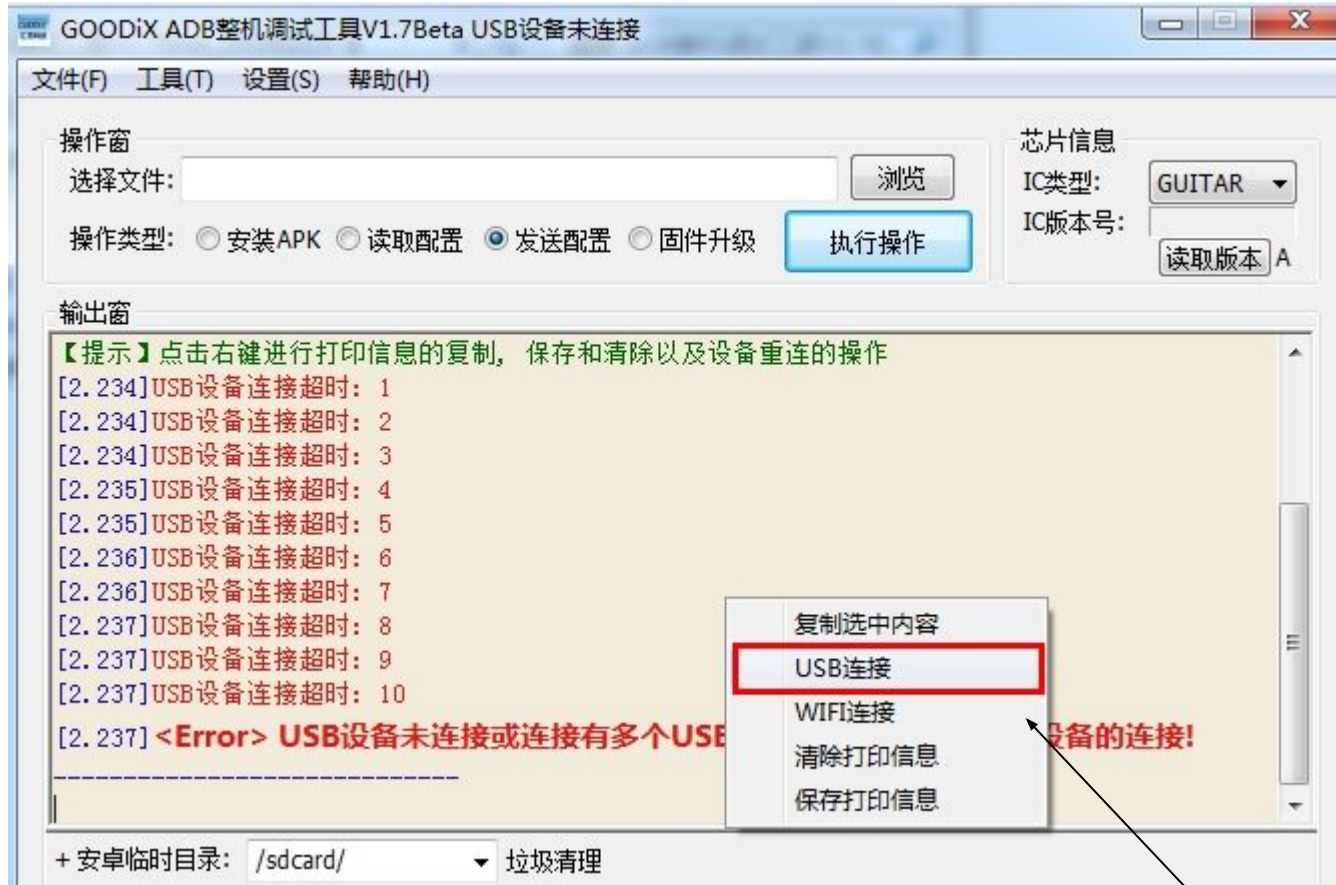 GOODiX ADB整机调试工具V1.7Beta USB设备未连接
文件(F) 工具(T) 设置(S) 帮助(H)
操作窗
芯片信息
选择文件:
浏览
IC类型:
GUITAR
操作类型: 安装APK 读取配置 发送配置 固件升级
执行操作
IC版本号:
读取版本 A
输出窗
【提示】点击右键进行打印信息的复制, 保存和清除以及设备重连的操作
[2.234]USB设备连接超时: 1
[2.234]USB设备连接超时: 2
[2.234]USB设备连接超时: 3
[2.235]USB设备连接超时: 4
[2.235]USB设备连接超时: 5
[2.236]USB设备连接超时: 6
[2.236]USB设备连接超时: 7
[2.237]USB设备连接超时: 8
[2.237]USB设备连接超时: 9
[2.237]USB设备连接超时: 10
[2.237] <Error> USB设备未连接或连接有多个USB 设备的连接!
复制选中内容
USB连接
WIFI连接
清除打印信息
保存打印信息
+ 安卓临时目录: /sdcard/ 垃圾清理